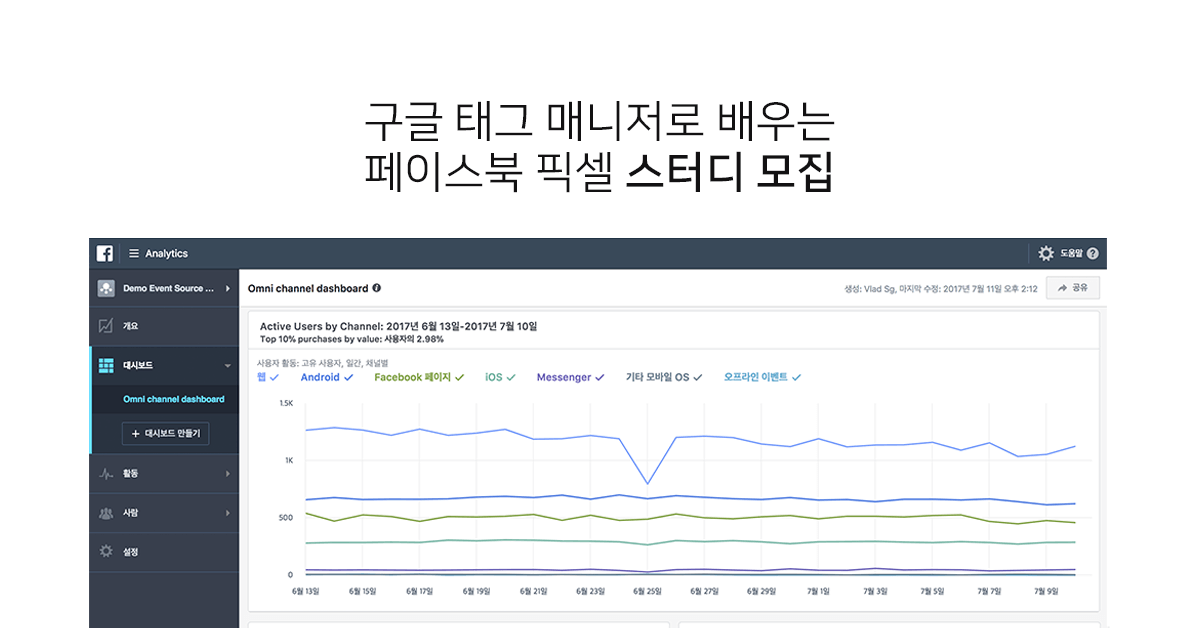 구글 태그 매니저로 배우는
페이스북 픽셀 스터디 모집
f Analytics
도움말 ?
Demo Event Source ...
Omni channel dashboard
생성: Vlad Sg, 마지막 수정: 2017년 7월 11일 오후 2:12
공유
개요
대시보드
Omni channel dashboard
+ 대시보드 만들기
활동
사람
설정
Active Users by Channel: 2017년 6월 13일-2017년 7월 10일
Top 10% purchases by value: 사용자의 2.98%
사용자 활동: 고유 사용자, 일간, 채널별
웹 Android Facebook 페이지 iOS Messenger 기타 모바일 OS 오프라인 이벤트
1.5K
1K
500
0
6월 13일 6월 15일 6월 17일 6월 19일 6월 21일 6월 23일 6월 25일 6월 27일 6월 29일 7월 1일 7월 3일 7월 5일 7월 7일 7월 9일